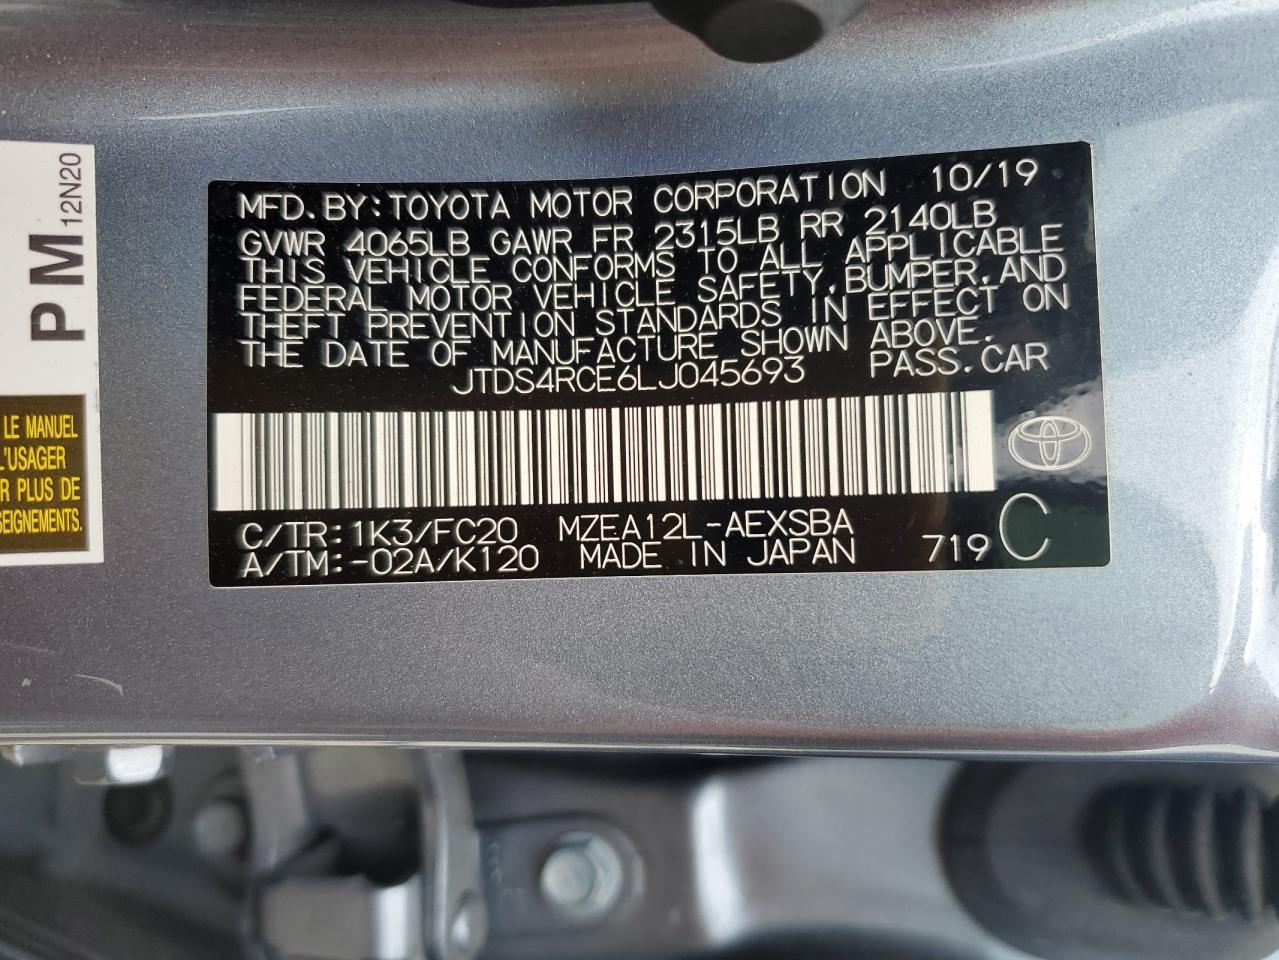 PM12N20
LE MANUEL
L'USAGER
R PLUS DE
SEIGNEMENTS.
MFD. BY: TOYOTA MOTOR CORPORATION 10/19
GVWR 4065LB GAWR FR 2315LB RR 2140LB
THIS VEHICLE CONFORMS TO ALL APPLICABLE
FEDERAL MOTOR VEHICLE SAFETY, BUMPER, AND
THEFT PREVENTION STANDARDS IN EFFECT ON
THE DATE OF MANUFACTURE SHOWN ABOVE.
JTDS4RCE6LJ045693 PASS. CAR
C/TR: 1K3/FC20 MZEA12L-AEXSBA
A/TM: -02A/K120 MADE IN JAPAN 719 C